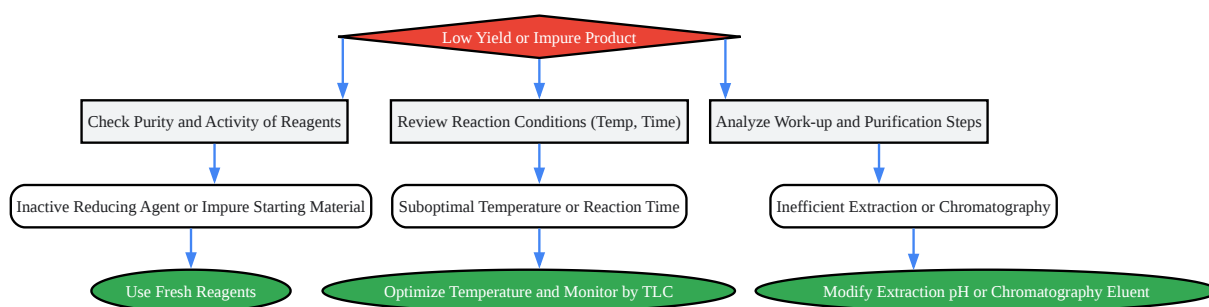 Low Yield or Impure Product
Check Purity and Activity of Reagents
Review Reaction Conditions (Temp, Time)
Analyze Work-up and Purification Steps
Inactive Reducing Agent or Impure Starting Material
Suboptimal Temperature or Reaction Time
Inefficient Extraction or Chromatography
Use Fresh Reagents
Optimize Temperature and Monitor by TLC
Modify Extraction pH or Chromatography Eluent